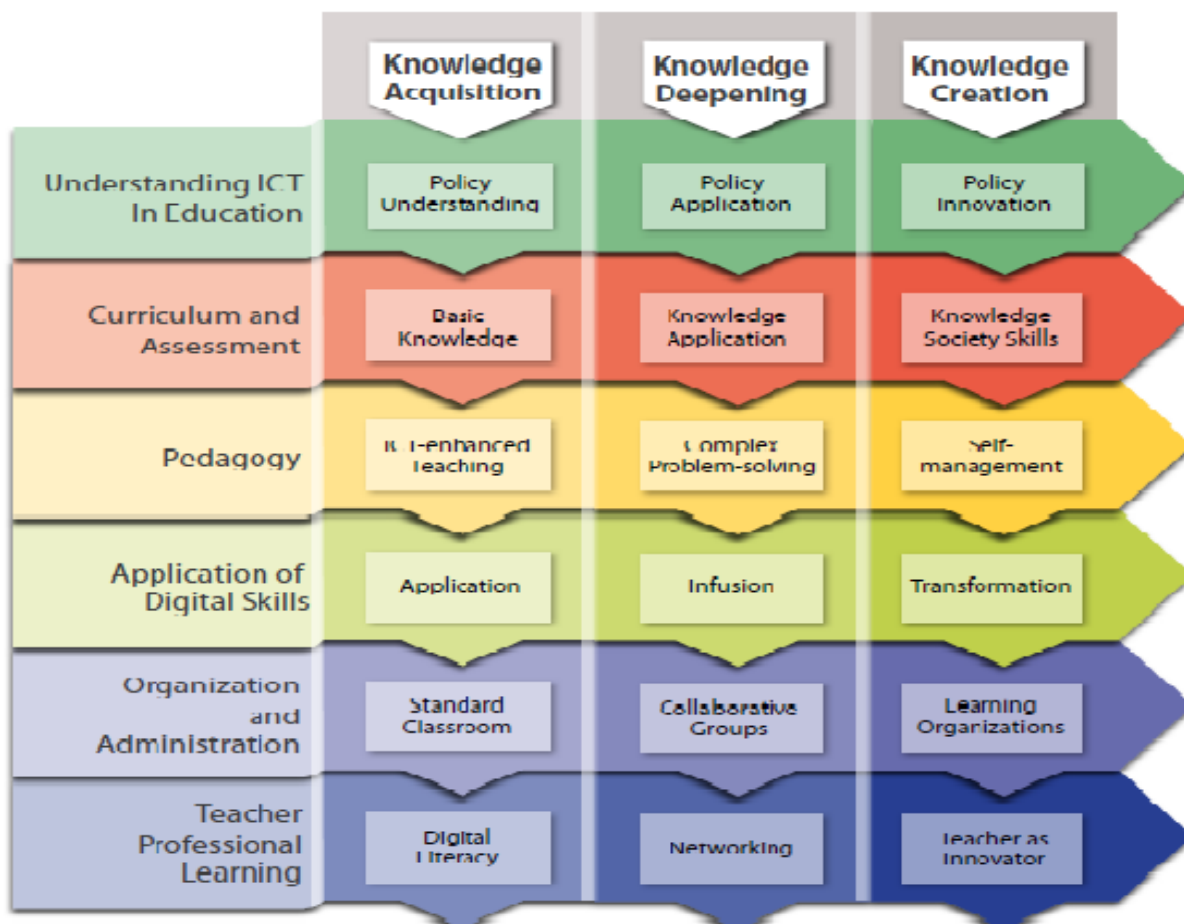 Knowledge
Acquisition
Knowledge
Deepening
Knowledge
Creation
Understanding ICT
In Education
Policy
Understanding
Policy
Application
Policy
Innovation
Curriculum and
Assessment
Basic
Knowledge
Knowledge
Application
Knowledge
Society Skills
Pedagogy
ICT-enhanced
Teaching
Complex
Problem-solving
Self-
management
Application of
Digital Skills
Application
Infusion
Transformation
Organization
and
Administration
Standard
Classroom
Collaborative
Groups
Learning
Organizations
Teacher
Professional
Learning
Digital
Literacy
Networking
Teacher as
Innovator